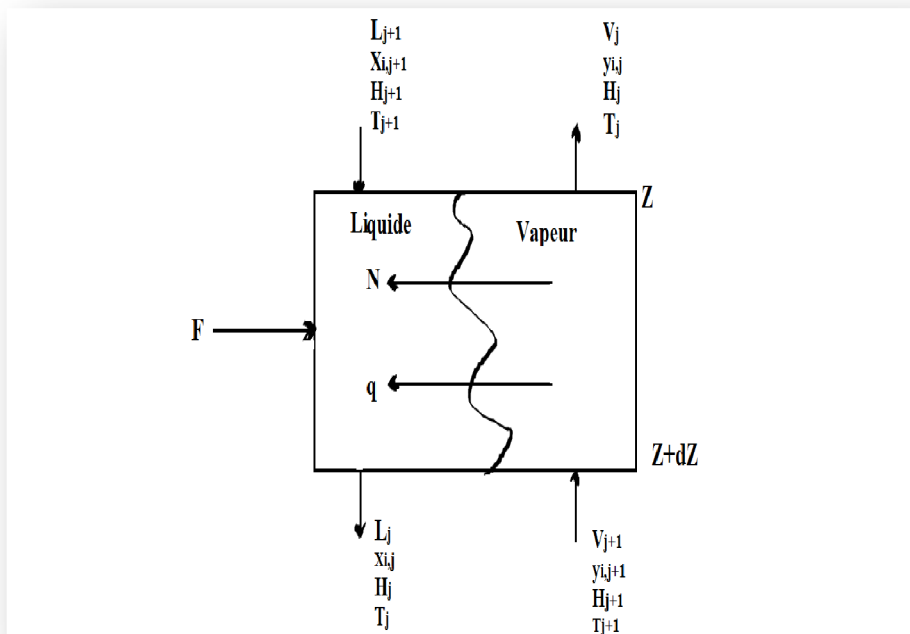 Lj+1
Xi,j+1
Hj+1
Tj+1
Vj
yi,j
Hj
Tj
Z
Liquide
Vapeur
N
F
q
Z+dZ
Lj
xi,j
Hj
Tj
Vj+1
yi,j+1
Hj+1
Tj+1